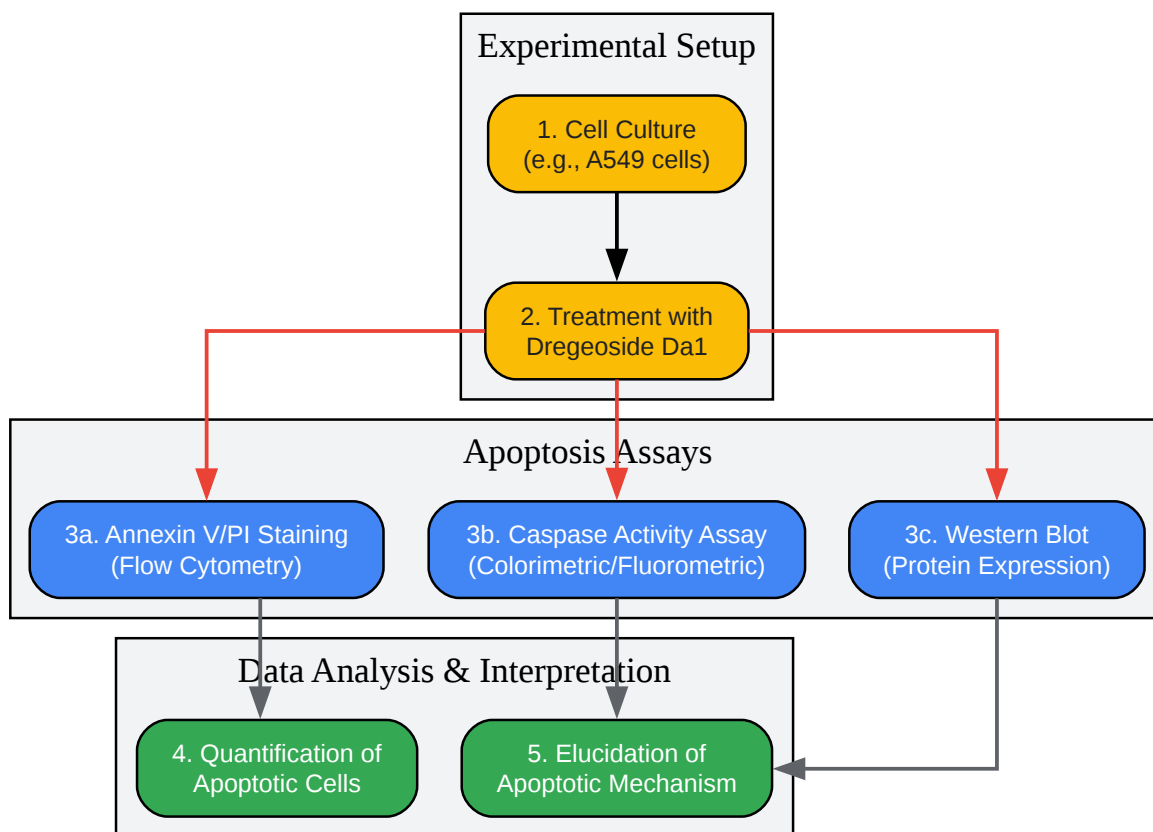 Experimental Setup
1. Cell Culture
(e.g., A549 cells)
2. Treatment with
Dregeoside Da1
Apoptosis Assays
3a. Annexin V/PI Staining
(Flow Cytometry)
3b. Caspase Activity Assay
(Colorimetric/Fluorometric)
3c. Western Blot
(Protein Expression)
Data Analysis & Interpretation
4. Quantification of
Apoptotic Cells
5. Elucidation of
Apoptotic Mechanism